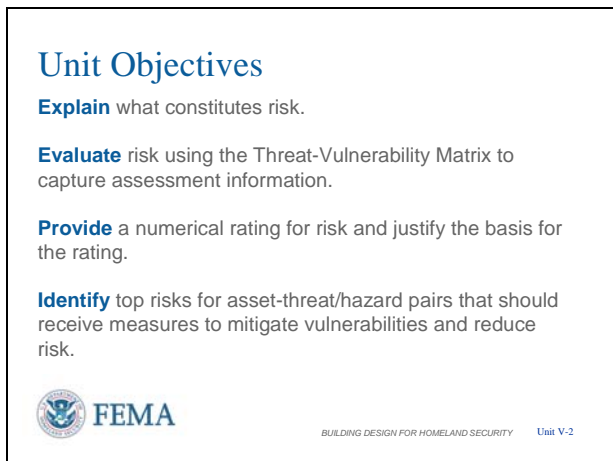 Unit Objectives
Explain what constitutes risk.
Evaluate risk using the Threat-Vulnerability Matrix to
capture assessment information.
Provide a numerical rating for risk and justify the basis for
the rating.
Identify top risks for asset-threat/hazard pairs that should
receive measures to mitigate vulnerabilities and reduce
risk.
FEMA
BUILDING DESIGN FOR HOMELAND SECURITY Unit V-2